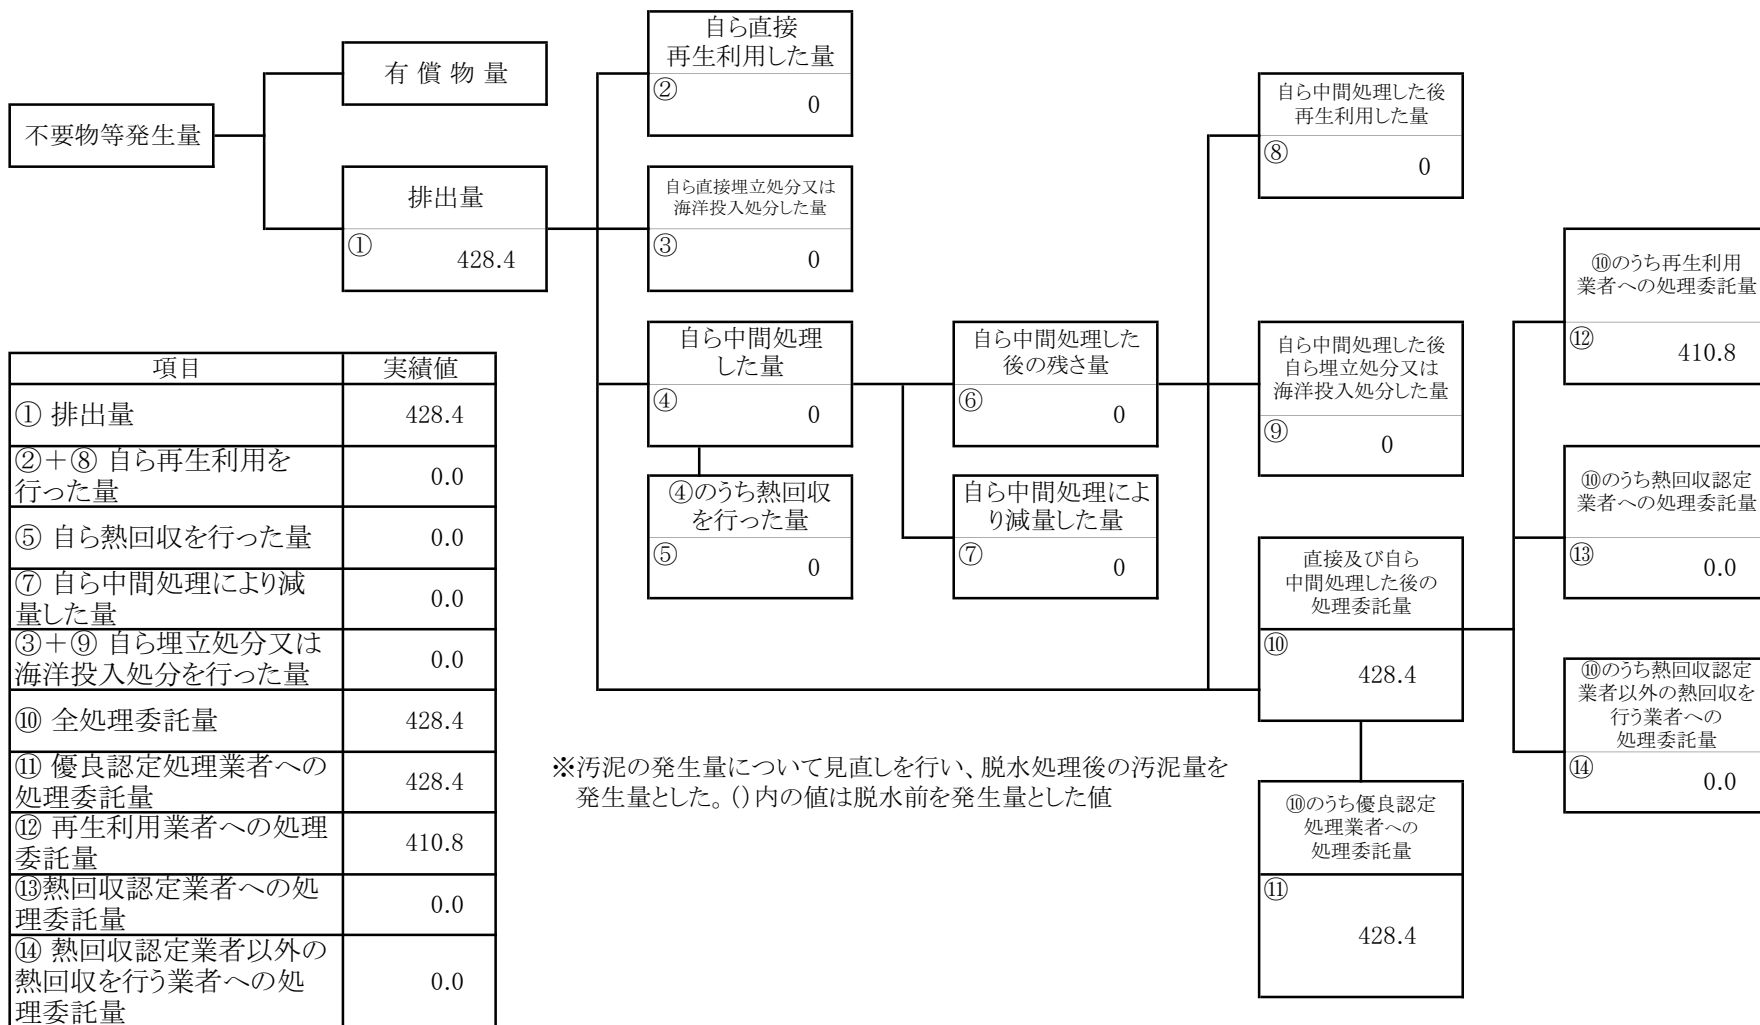 不要物等発生量
有 償 物 量
排出量
①
428.4
自ら直接
再生利用した量
②
0
自ら直接埋立処分又は
海洋投入処分した量
③
0
自ら中間処理
した量
④
0
④のうち熱回収
を行った量
⑤
0
自ら中間処理した
後の残さ量
⑥
0
自ら中間処理によ
り減量した量
⑦
0
自ら中間処理した後
再生利用した量
⑧
0
自ら中間処理した後
自ら埋立処分又は
海洋投入処分した量
⑨
0
直接及び自ら
中間処理した後の
処理委託量
⑩
428.4
⑩のうち優良認定
処理業者への
処理委託量
⑪
428.4
⑩のうち再生利用
業者への処理委託量
⑫
410.8
⑩のうち熱回収認定
業者への処理委託量
⑬
0.0
⑩のうち熱回収認定
業者以外の熱回収を
行う業者への
処理委託量
⑭
0.0
項目 実績値
① 排出量 428.4
②＋⑧ 自ら再生利用を
行った量 0.0
⑤ 自ら熱回収を行った量 0.0
⑦ 自ら中間処理により減
量した量 0.0
③＋⑨ 自ら埋立処分又は
海洋投入処分を行った量 0.0
⑩ 全処理委託量 428.4
⑪ 優良認定処理業者への
処理委託量 428.4
⑫ 再生利用業者への処理
委託量 410.8
⑬熱回収認定業者への処
理委託量 0.0
⑭ 熱回収認定業者以外の
熱回収を行う業者への処
理委託量 0.0
※汚泥の発生量について見直しを行い、脱水処理後の汚泥量を
発生量とした。()内の値は脱水前を発生量とした値